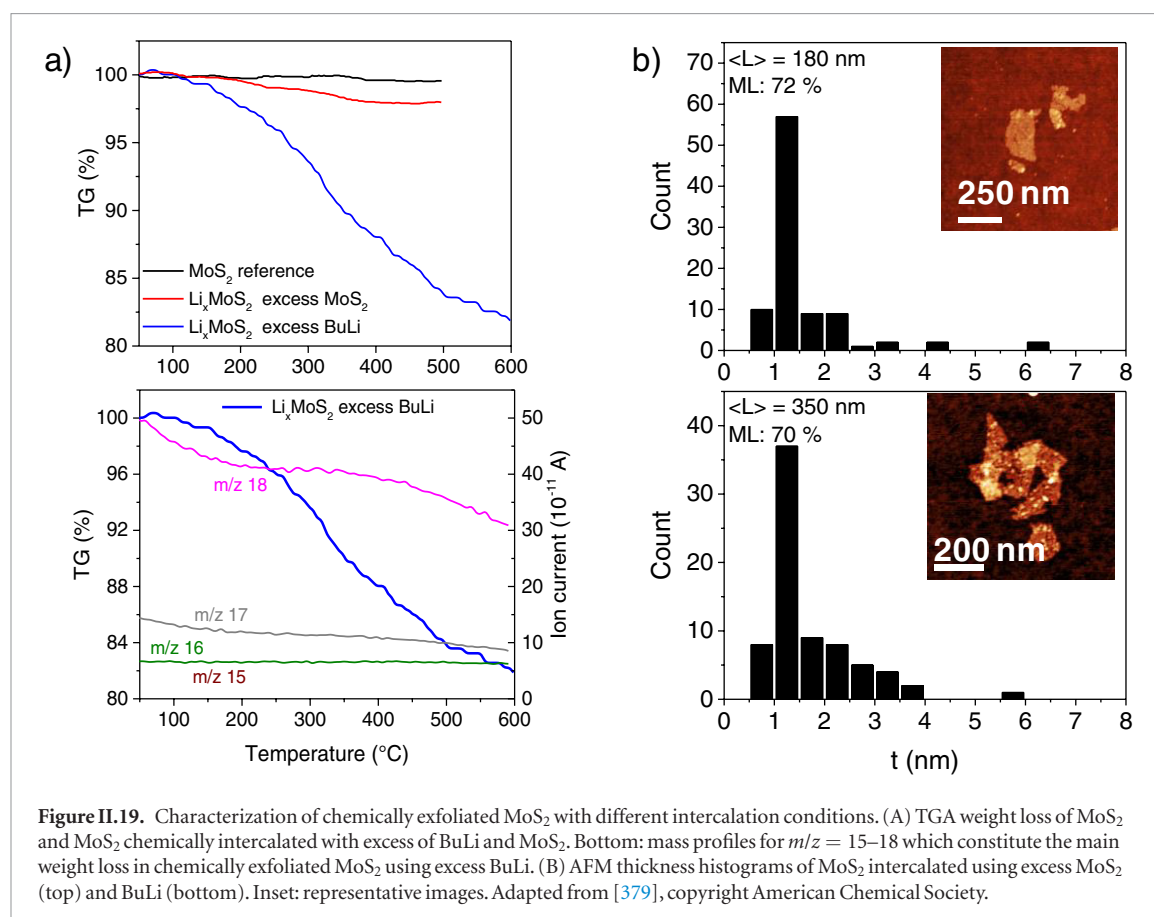 a)
100
95
90
85
80
TG (%)
MoS₂ reference
LiₓMoS₂ excess MoS₂
LiₓMoS₂ excess BuLi
100 200 300 400 500 600
100
96
92
88
84
80
TG (%)
LiₓMoS₂ excess BuLi
m/z 18
m/z 17
m/z 16
m/z 15
50
40
30
20
10
0
Ion current (10⁻¹¹ A)
100 200 300 400 500 600
Temperature (°C)
b)
70
60
50
40
30
20
10
0
Count
<L> = 180 nm
ML: 72 %
250 nm
0 1 2 3 4 5 6 7 8
40
30
20
10
0
Count
<L> = 350 nm
ML: 70 %
200 nm
0 1 2 3 4 5 6 7 8
t (nm)
Figure II.19. Characterization of chemically exfoliated MoS₂ with different intercalation conditions. (A) TGA weight loss of MoS₂
and MoS₂ chemically intercalated with excess of BuLi and MoS₂. Bottom: mass profiles for m/z = 15–18 which constitute the main
weight loss in chemically exfoliated MoS₂ using excess BuLi. (B) AFM thickness histograms of MoS₂ intercalated using excess MoS₂
(top) and BuLi (bottom). Inset: representative images. Adapted from [379], copyright American Chemical Society.